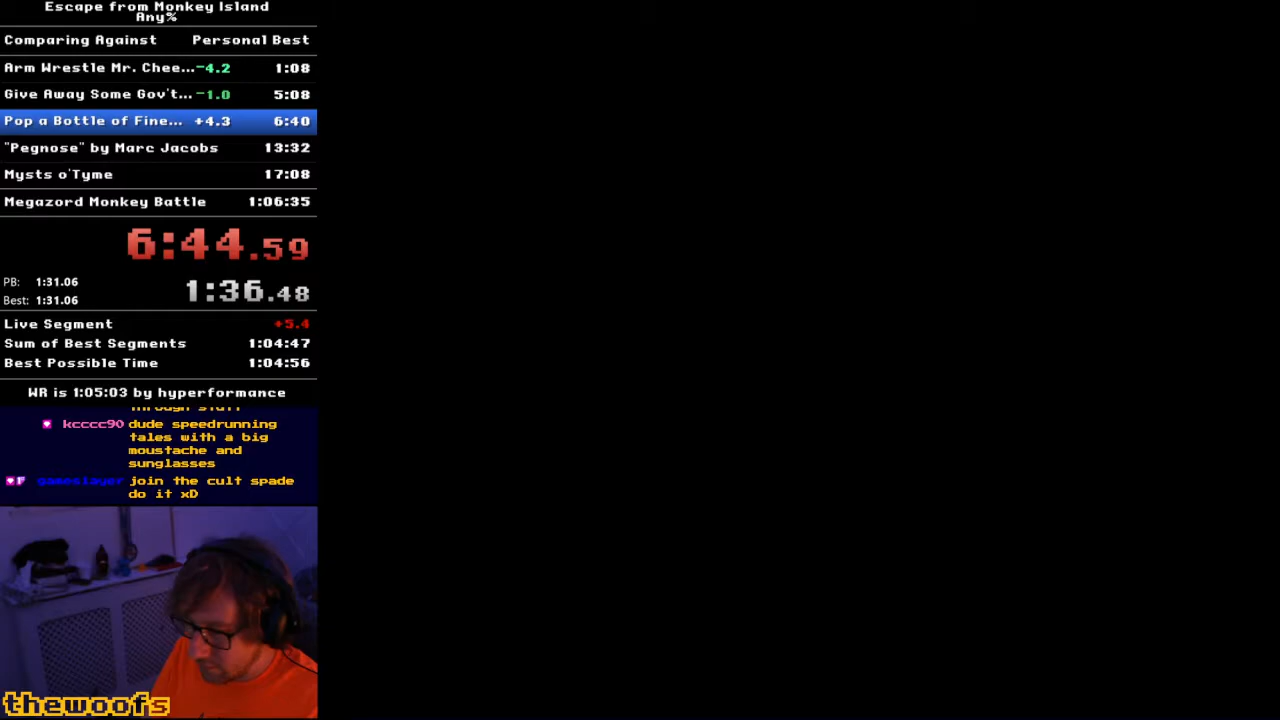 Escape from Monkey Island
Any%
Comparing Against Personal Best
Arm Wrestle Mr. Chee... -4.2 1:08
Give Away Some Gov't... -1.0 5:08
Pop a Bottle of Fine... +4.3 6:40
"Pegnose" by Marc Jacobs 13:32
Mysts o'Tyme 17:08
Megazord Monkey Battle 1:06:35
6:44.59
PB: 1:31.06
1:36.48
Best: 1:31.06
Live Segment +5.4
Sum of Best Segments 1:04:47
Best Possible Time 1:04:56
WR is 1:05:03 by hyperformance
through stuff
kcccc90 dude speedrunning
tales with a big
moustache and
sunglasses
gameslayer join the cult spade
do it xD
thewoofs